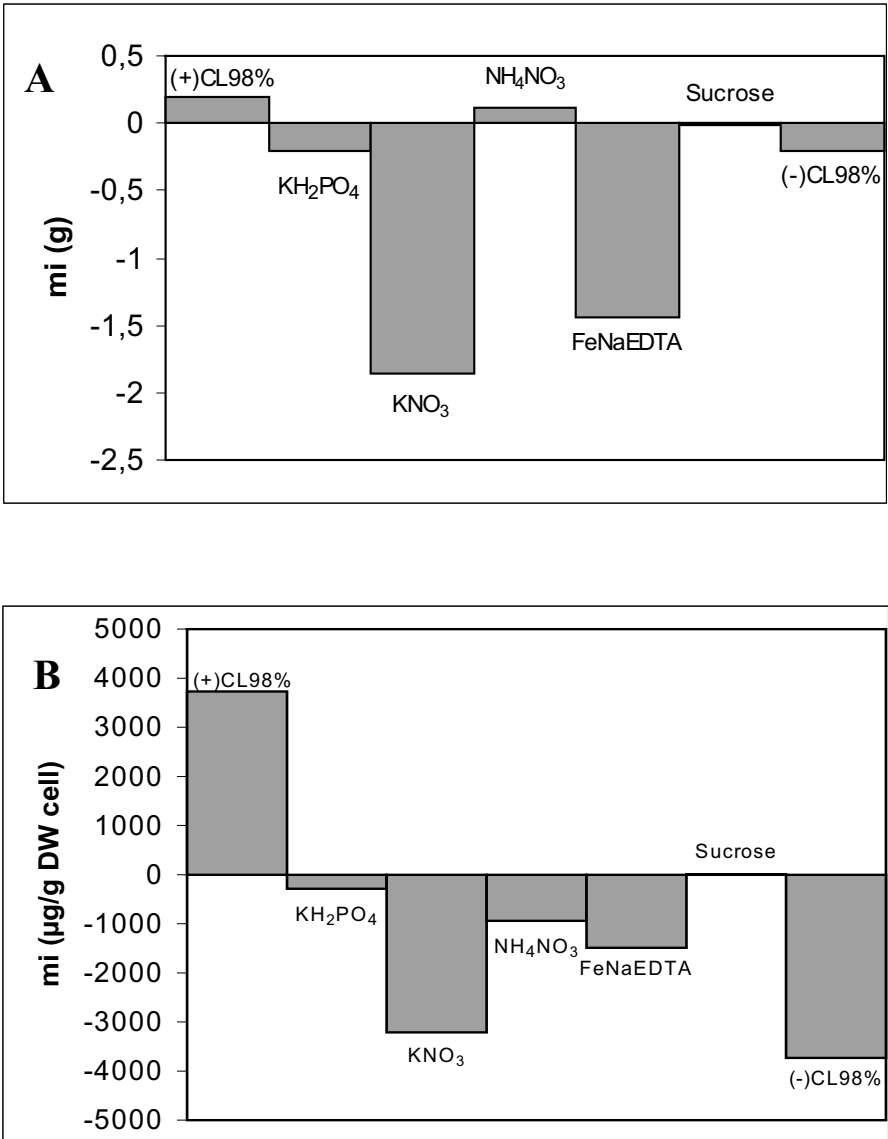 A
0,5
0
-0,5
-1
-1,5
-2
-2,5
mi (g)
(+)CL98%
KH₂PO₄
KNO₃
NH₄NO₃
FeNaEDTA
Sucrose
(-)CL98%
B
5000
4000
3000
2000
1000
0
-1000
-2000
-3000
-4000
-5000
mi (µg/g DW cell)
(+)CL98%
KH₂PO₄
KNO₃
NH₄NO₃
FeNaEDTA
Sucrose
(-)CL98%